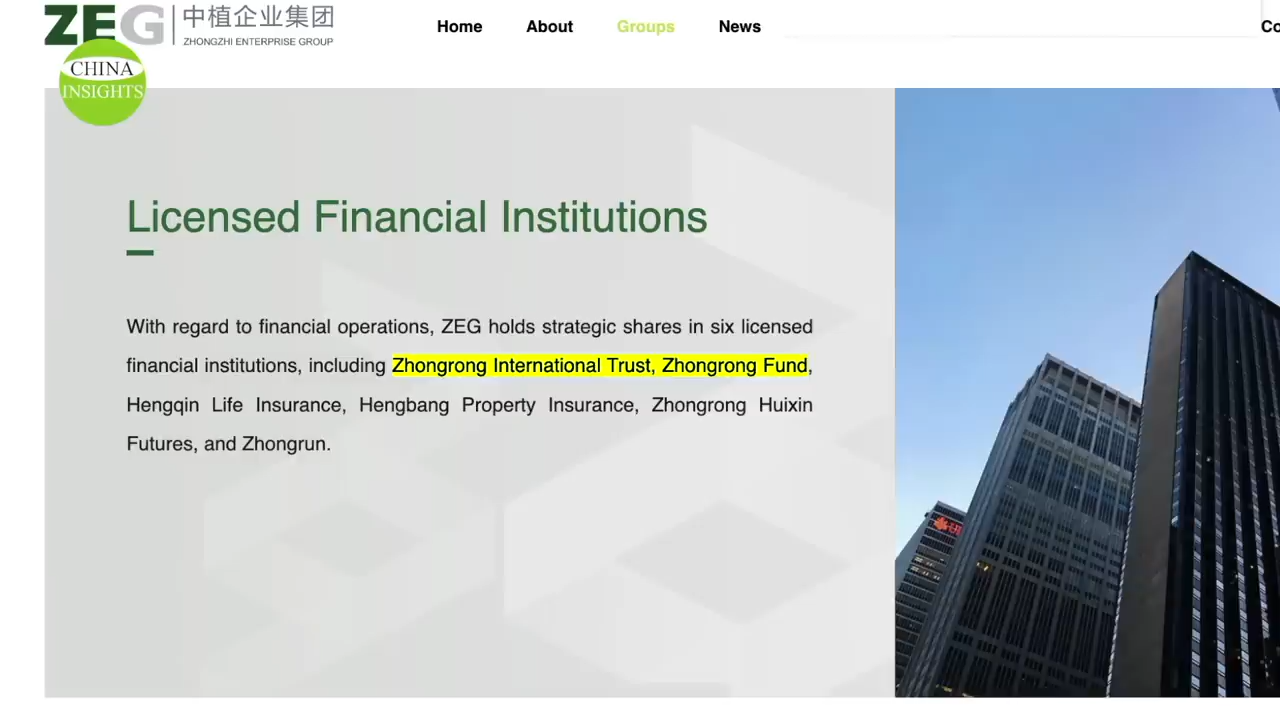 ZEG 中植企业集团
ZHONGZHI ENTERPRISE GROUP
Home About Groups News
CHINA
INSIGHTS
Licensed Financial Institutions
With regard to financial operations, ZEG holds strategic shares in six licensed
financial institutions, including Zhongrong International Trust, Zhongrong Fund,
Hengqin Life Insurance, Hengbang Property Insurance, Zhongrong Huixin
Futures, and Zhongrun.